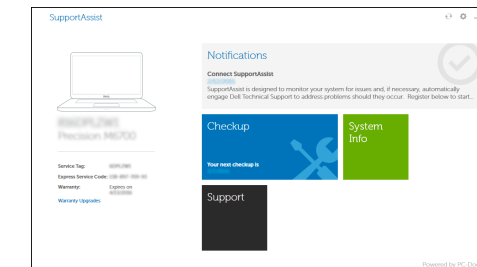 SupportAssist
Notifications
Connect SupportAssist
SupportAssist is designed to monitor your system for issues and, if necessary, automatically
engage Dell Technical Support to address problems should they occur. Register below to start...
Precision M6700
Checkup
System
Info
Your next checkup is
Service Tag:
Express Service Code:
Warranty:
Expires on
Warranty Upgrades
Support
Powered by PC-Doc